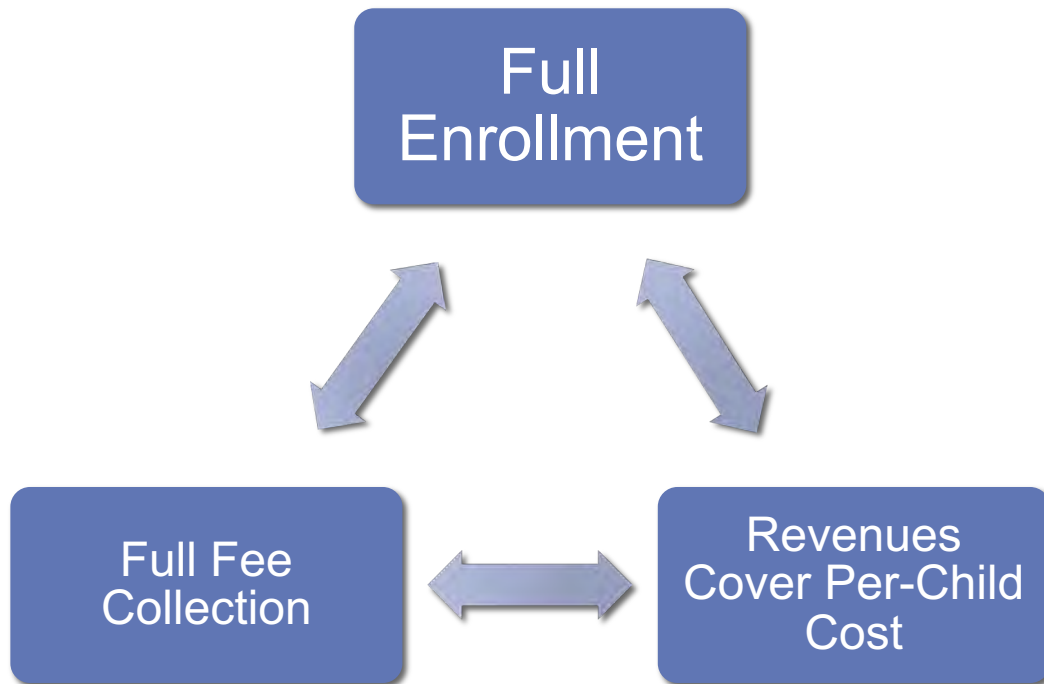 Full
Enrollment
Full Fee
Collection
Revenues
Cover Per-Child
Cost